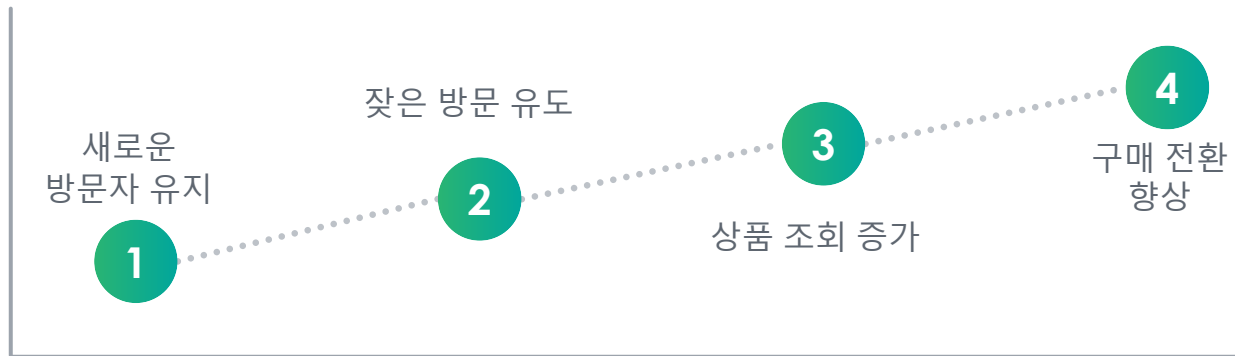 새로운
방문자 유지
1
잦은 방문 유도
2
3
상품 조회 증가
4
구매 전환
향상